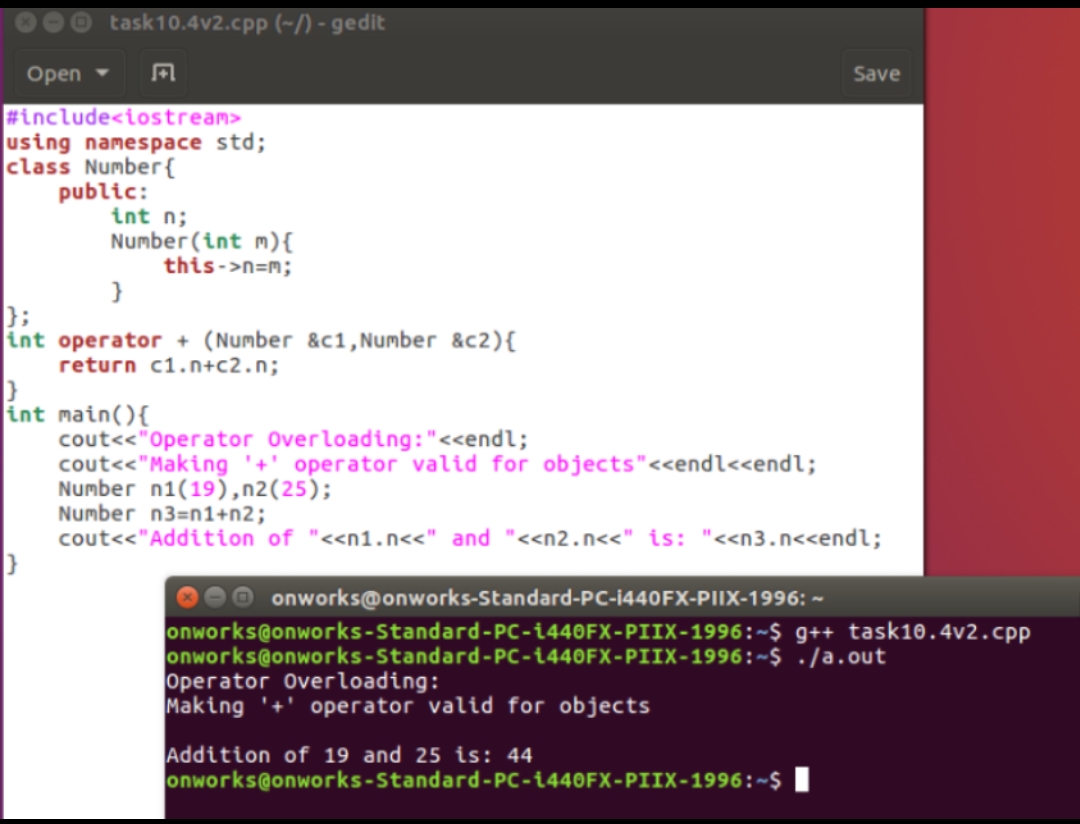 task10.4v2.cpp (~/) - gedit
Open
Save
#include<iostream>
using namespace std;
class Number{
    public:
        int n;
        Number(int m){
            this->n=m;
        }
};
int operator + (Number &c1,Number &c2){
    return c1.n+c2.n;
}
int main(){
    cout<<"Operator Overloading:"<<endl;
    cout<<"Making '+' operator valid for objects"<<endl<<endl;
    Number n1(19),n2(25);
    Number n3=n1+n2;
    cout<<"Addition of "<<n1.n<<" and "<<n2.n<<" is: "<<n3.n<<endl;
}
onworks@onworks-Standard-PC-i440FX-PIIX-1996: ~
onworks@onworks-Standard-PC-i440FX-PIIX-1996:~$ g++ task10.4v2.cpp
onworks@onworks-Standard-PC-i440FX-PIIX-1996:~$ ./a.out
Operator Overloading:
Making '+' operator valid for objects

Addition of 19 and 25 is: 44
onworks@onworks-Standard-PC-i440FX-PIIX-1996:~$